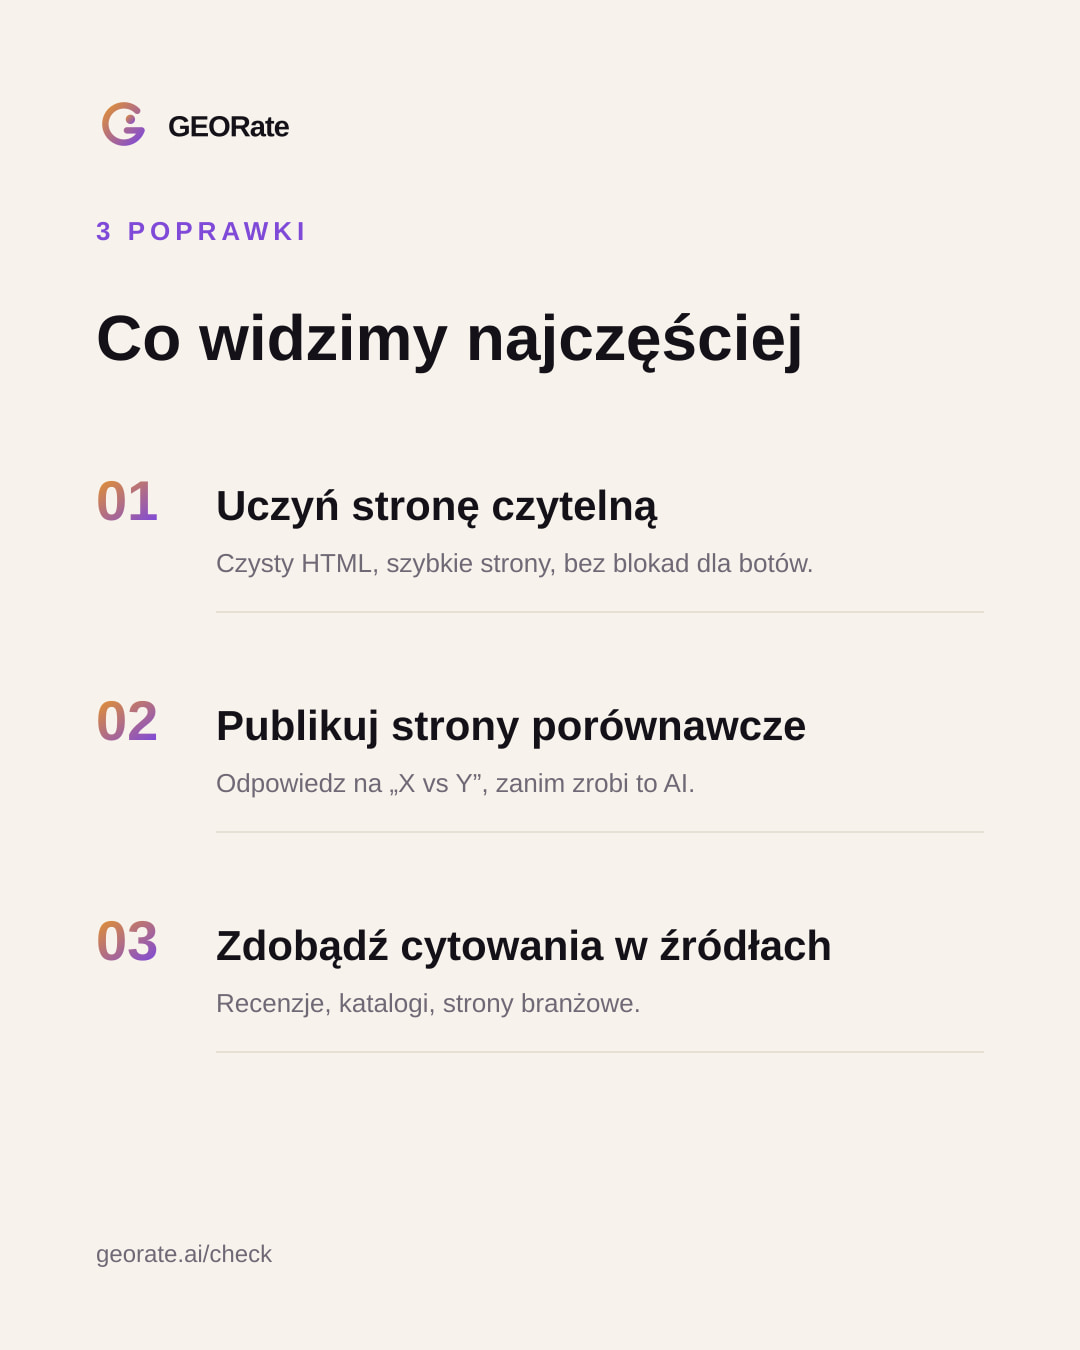 GEORate
3 POPRAWKI
Co widzimy najczęściej
01
Uczyń stronę czytelną
Czysty HTML, szybkie strony, bez blokad dla botów.
02
Publikuj strony porównawcze
Odpowiedz na „X vs Y”, zanim zrobi to AI.
03
Zdobądź cytowania w źródłach
Recenzje, katalogi, strony branżowe.
georate.ai/check